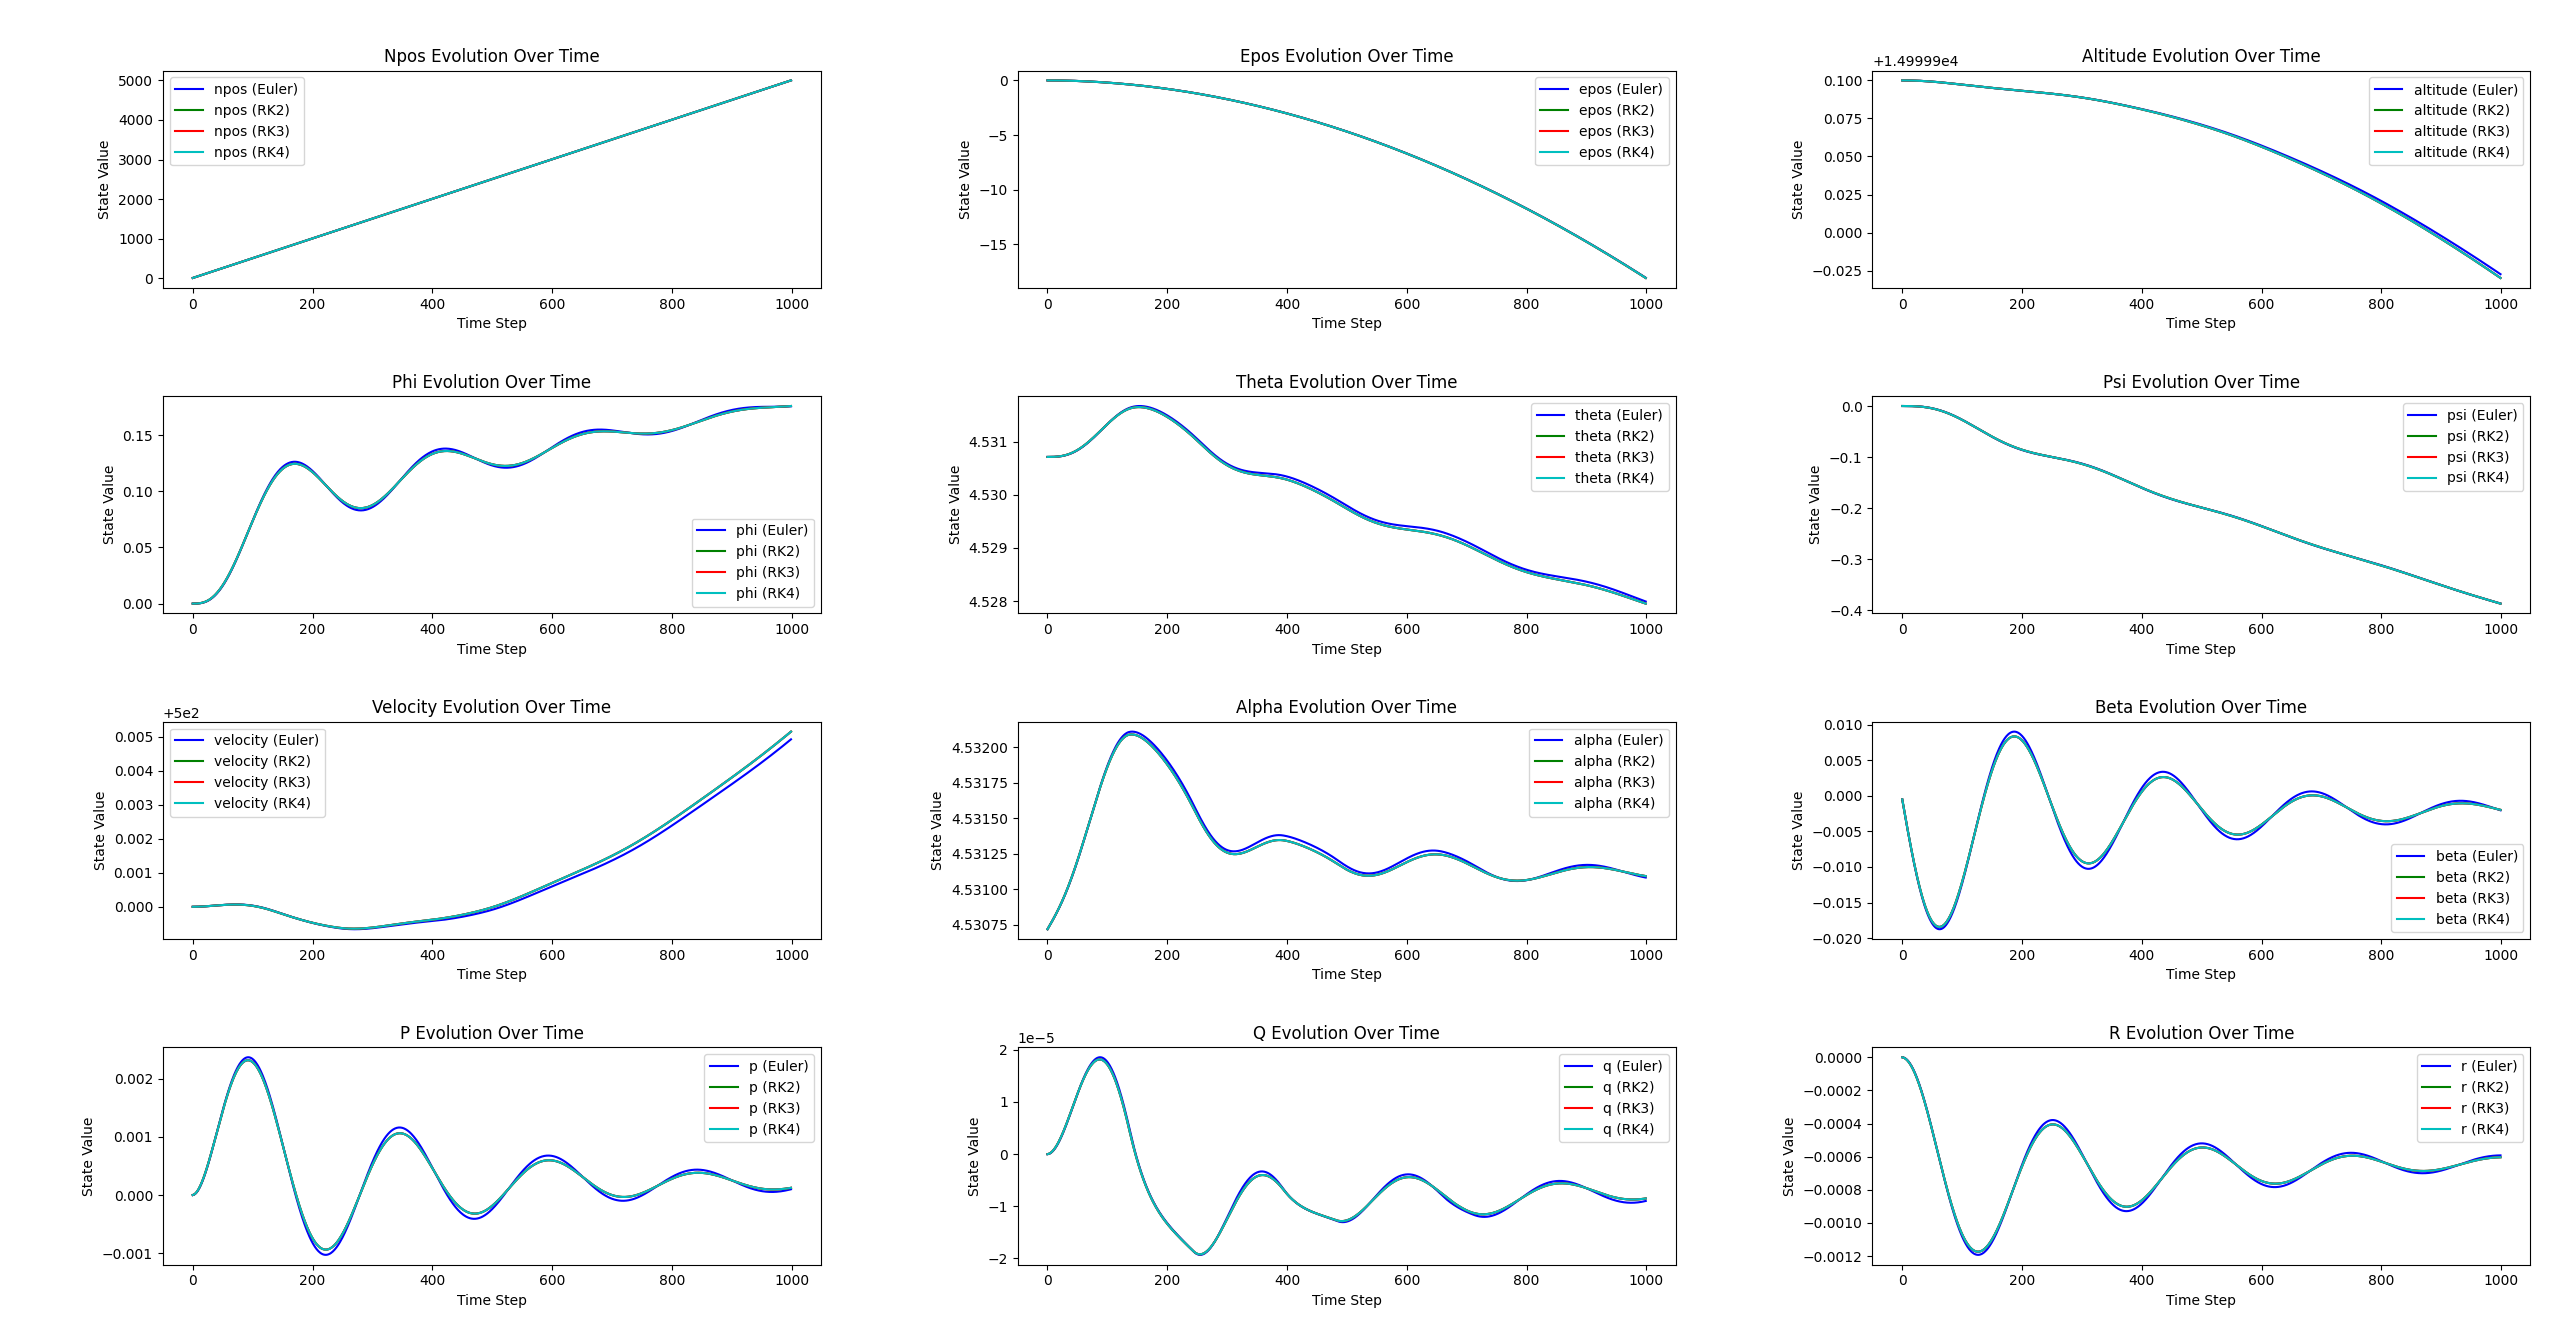 Npos Evolution Over Time
State Value
5000
4000
3000
2000
1000
0
npos (Euler)
npos (RK2)
npos (RK3)
npos (RK4)
0 200 400 600 800 1000
Time Step
Epos Evolution Over Time
State Value
0
−5
−10
−15
epos (Euler)
epos (RK2)
epos (RK3)
epos (RK4)
0 200 400 600 800 1000
Time Step
Altitude Evolution Over Time
+1.49999e4
State Value
0.100
0.075
0.050
0.025
0.000
−0.025
altitude (Euler)
altitude (RK2)
altitude (RK3)
altitude (RK4)
0 200 400 600 800 1000
Time Step
Phi Evolution Over Time
State Value
0.15
0.10
0.05
0.00
phi (Euler)
phi (RK2)
phi (RK3)
phi (RK4)
0 200 400 600 800 1000
Time Step
Theta Evolution Over Time
State Value
4.531
4.530
4.529
4.528
theta (Euler)
theta (RK2)
theta (RK3)
theta (RK4)
0 200 400 600 800 1000
Time Step
Psi Evolution Over Time
State Value
0.0
−0.1
−0.2
−0.3
−0.4
psi (Euler)
psi (RK2)
psi (RK3)
psi (RK4)
0 200 400 600 800 1000
Time Step
Velocity Evolution Over Time
+5e2
State Value
0.005
0.004
0.003
0.002
0.001
0.000
velocity (Euler)
velocity (RK2)
velocity (RK3)
velocity (RK4)
0 200 400 600 800 1000
Time Step
Alpha Evolution Over Time
State Value
4.53200
4.53175
4.53150
4.53125
4.53100
4.53075
alpha (Euler)
alpha (RK2)
alpha (RK3)
alpha (RK4)
0 200 400 600 800 1000
Time Step
Beta Evolution Over Time
State Value
0.010
0.005
0.000
−0.005
−0.010
−0.015
−0.020
beta (Euler)
beta (RK2)
beta (RK3)
beta (RK4)
0 200 400 600 800 1000
Time Step
P Evolution Over Time
State Value
0.002
0.001
0.000
−0.001
p (Euler)
p (RK2)
p (RK3)
p (RK4)
0 200 400 600 800 1000
Time Step
Q Evolution Over Time
1e−5
State Value
2
1
0
−1
−2
q (Euler)
q (RK2)
q (RK3)
q (RK4)
0 200 400 600 800 1000
Time Step
R Evolution Over Time
State Value
0.0000
−0.0002
−0.0004
−0.0006
−0.0008
−0.0010
−0.0012
r (Euler)
r (RK2)
r (RK3)
r (RK4)
0 200 400 600 800 1000
Time Step